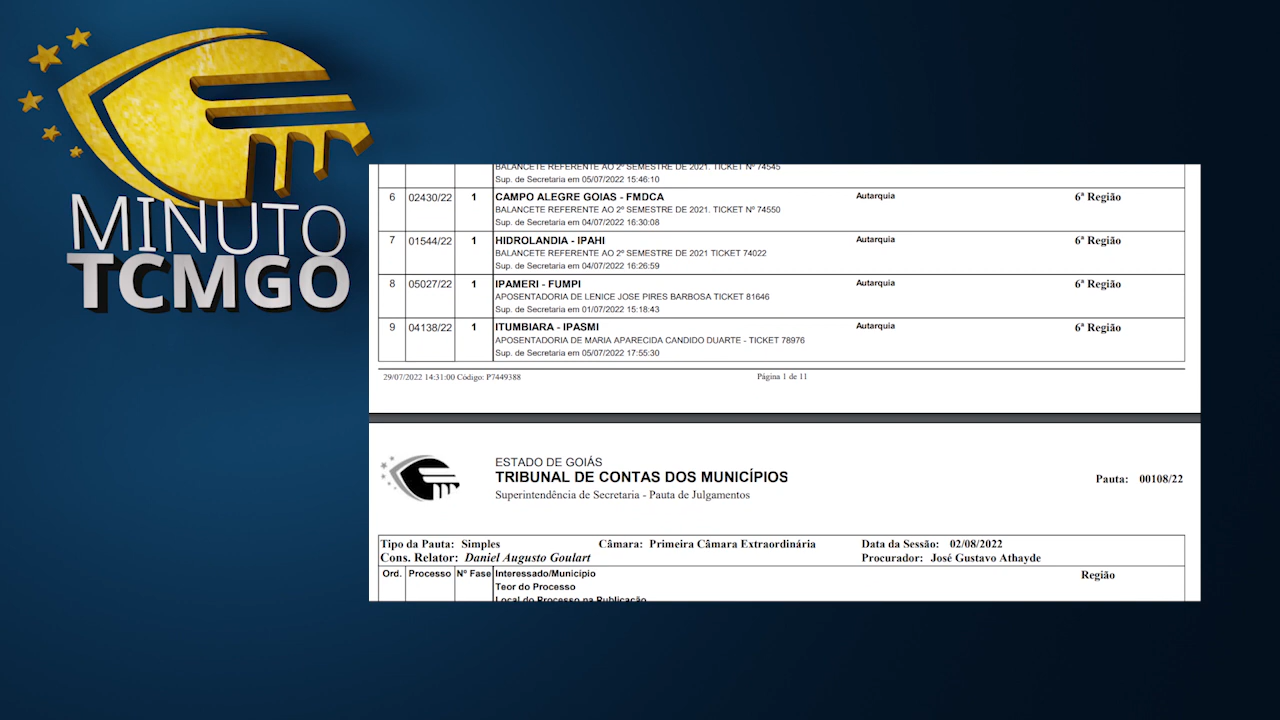 MINUTO
TCMGO
BALANCETE REFERENTE AO 2º SEMESTRE DE 2021. TICKET Nº 74545
Sup. de Secretaria em 05/07/2022 15:46:10
6 02430/22 1 CAMPO ALEGRE GOIAS - FMDCA Autarquia 6ª Região
BALANCETE REFERENTE AO 2º SEMESTRE DE 2021. TICKET Nº 74550
Sup. de Secretaria em 04/07/2022 16:30:08
7 01544/22 1 HIDROLANDIA - IPAHI Autarquia 6ª Região
BALANCETE REFERENTE AO 2º SEMESTRE DE 2021 TICKET 74022
Sup. de Secretaria em 04/07/2022 16:26:59
8 05027/22 1 IPAMERI - FUMPI Autarquia 6ª Região
APOSENTADORIA DE LENICE JOSE PIRES BARBOSA TICKET 81646
Sup. de Secretaria em 01/07/2022 15:18:43
9 04138/22 1 ITUMBIARA - IPASMI Autarquia 6ª Região
APOSENTADORIA DE MARIA APARECIDA CANDIDO DUARTE - TICKET 78976
Sup. de Secretaria em 05/07/2022 17:55:30
29/07/2022 14:31:00 Código: P7449388 Página 1 de 11
ESTADO DE GOIÁS
TRIBUNAL DE CONTAS DOS MUNICÍPIOS
Superintendência de Secretaria - Pauta de Julgamentos
Pauta: 00108/22
Tipo da Pauta: Simples Câmara: Primeira Câmara Extraordinária Data da Sessão: 02/08/2022
Cons. Relator: Daniel Augusto Goulart Procurador: José Gustavo Athayde
Ord. Processo Nº Fase Interessado/Município Região
Teor do Processo
Local do Processo na Publicação